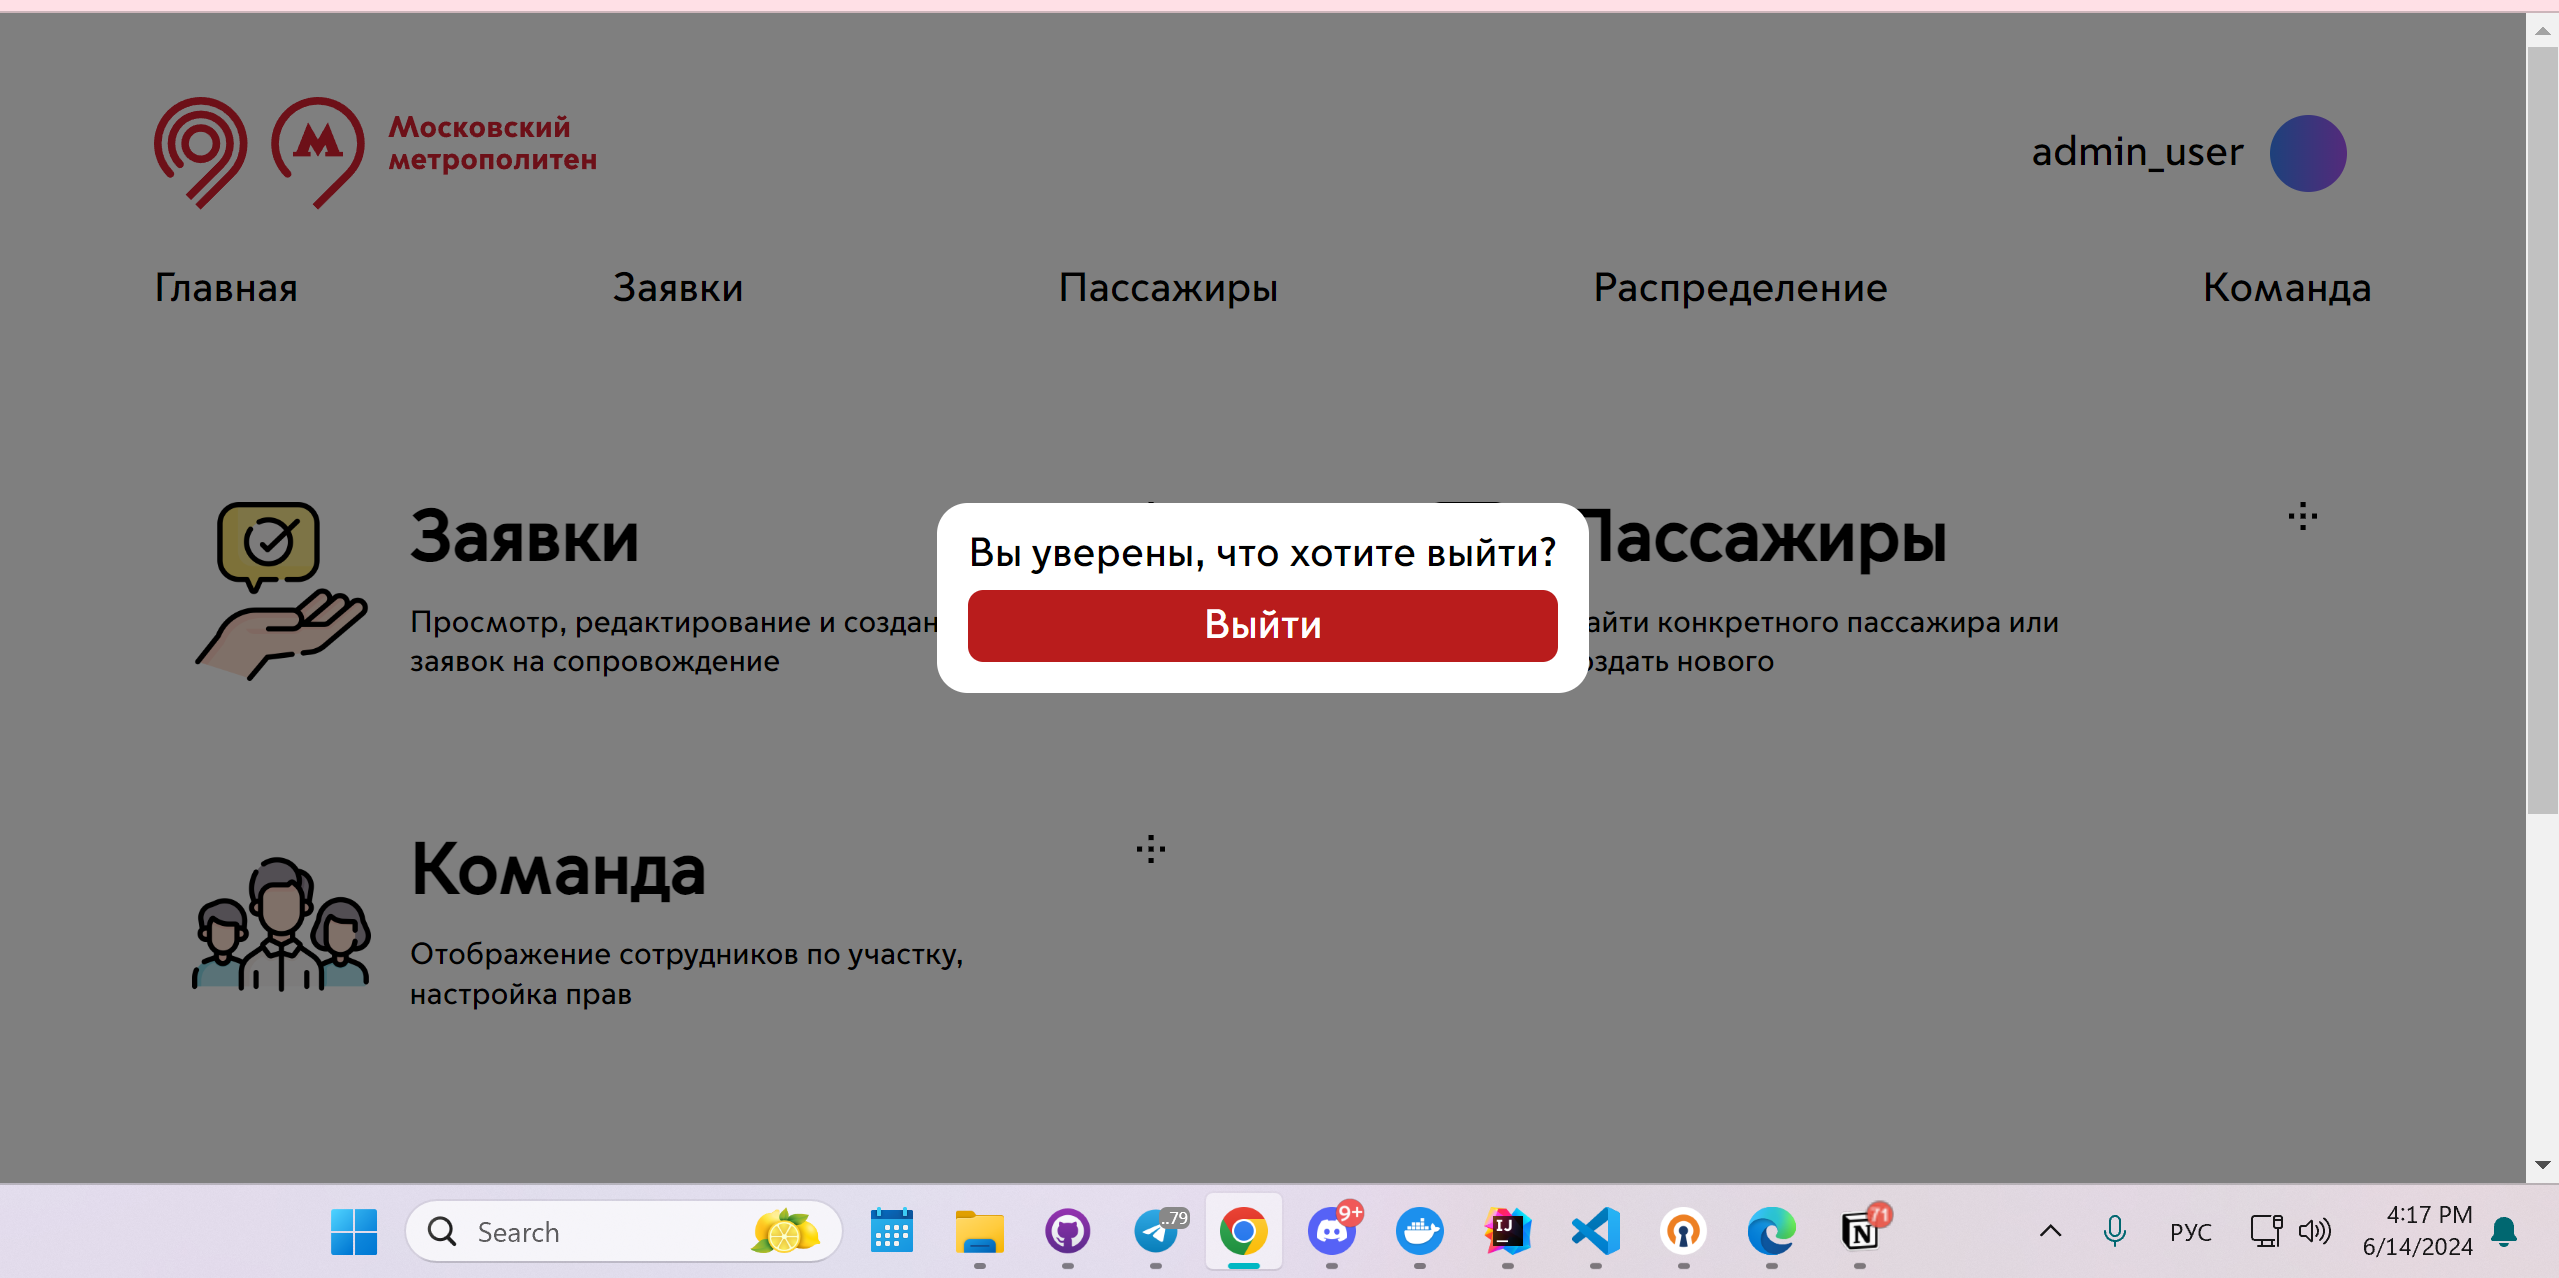 Московский
метрополитен
admin_user
Главная Заявки Пассажиры Распределение Команда
Заявки
Просмотр, редактирование и создан
заявок на сопровождение
Вы уверены, что хотите выйти?
Выйти
Пассажиры
айти конкретного пассажира или
оздать нового
Команда
Отображение сотрудников по участку,
настройка прав
Search
..79
9+
IJ
71
РУС
4:17 PM
6/14/2024